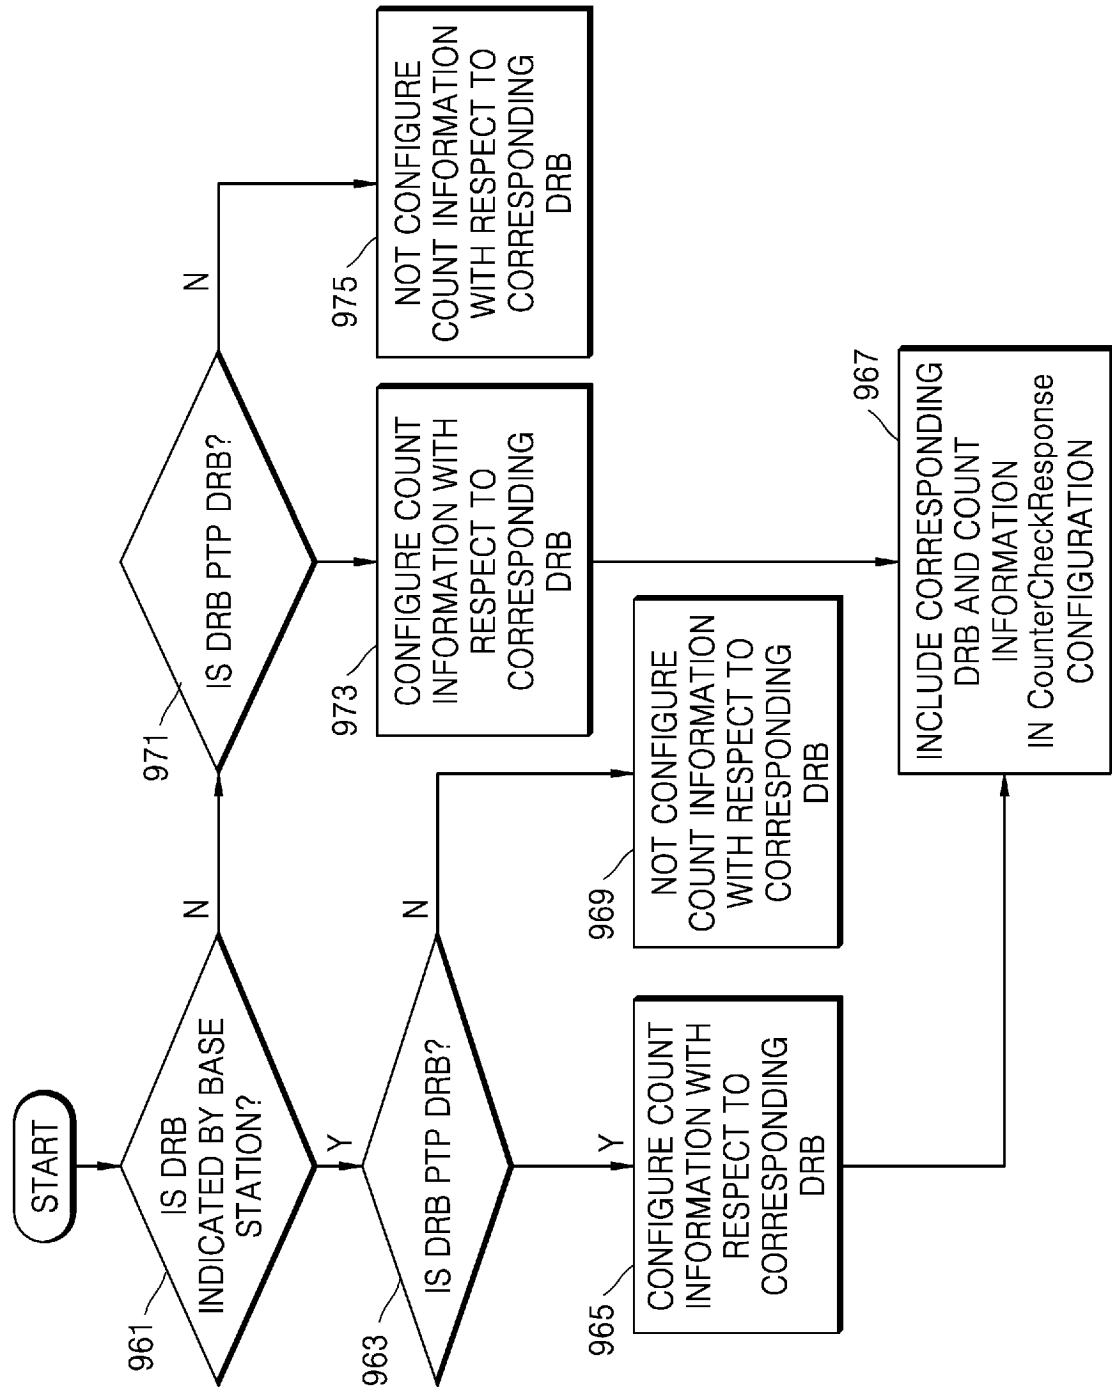 START
961
IS DRB
INDICATED BY BASE
STATION?
N
Y
963
IS DRB PTP DRB?
N
Y
965
CONFIGURE COUNT
INFORMATION WITH
RESPECT TO
CORRESPONDING
DRB
969
NOT CONFIGURE
COUNT INFORMATION
WITH RESPECT TO
CORRESPONDING
DRB
971
IS DRB PTP DRB?
N
973
CONFIGURE COUNT
INFORMATION WITH
RESPECT TO
CORRESPONDING
DRB
975
NOT CONFIGURE
COUNT INFORMATION
WITH RESPECT TO
CORRESPONDING
DRB
967
INCLUDE CORRESPONDING
DRB AND COUNT
INFORMATION
IN CounterCheckResponse
CONFIGURATION